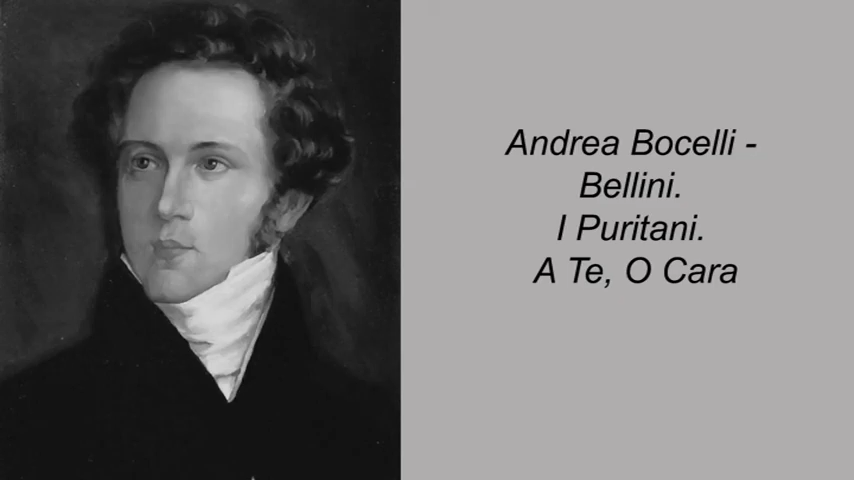 Andrea Bocelli -
Bellini.
I Puritani.
A Te, O Cara